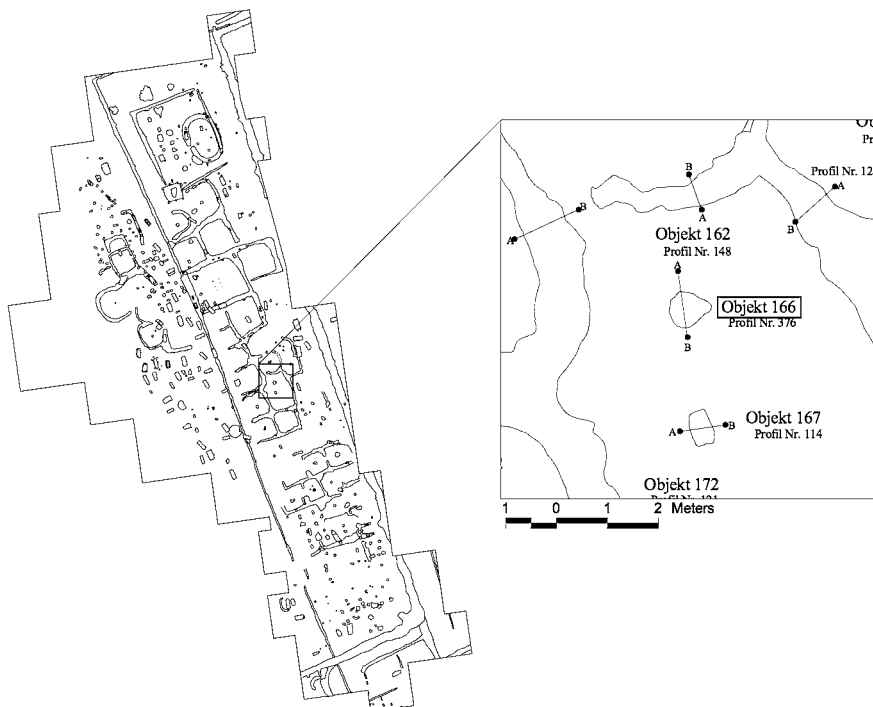 Profil Nr. 12
B
A
B
A
A
B
Objekt 162
Profil Nr. 148
A
Objekt 166
Profil Nr. 376
B
Objekt 167
A
B
Profil Nr. 114
Objekt 172
1 0 1 2 Meters